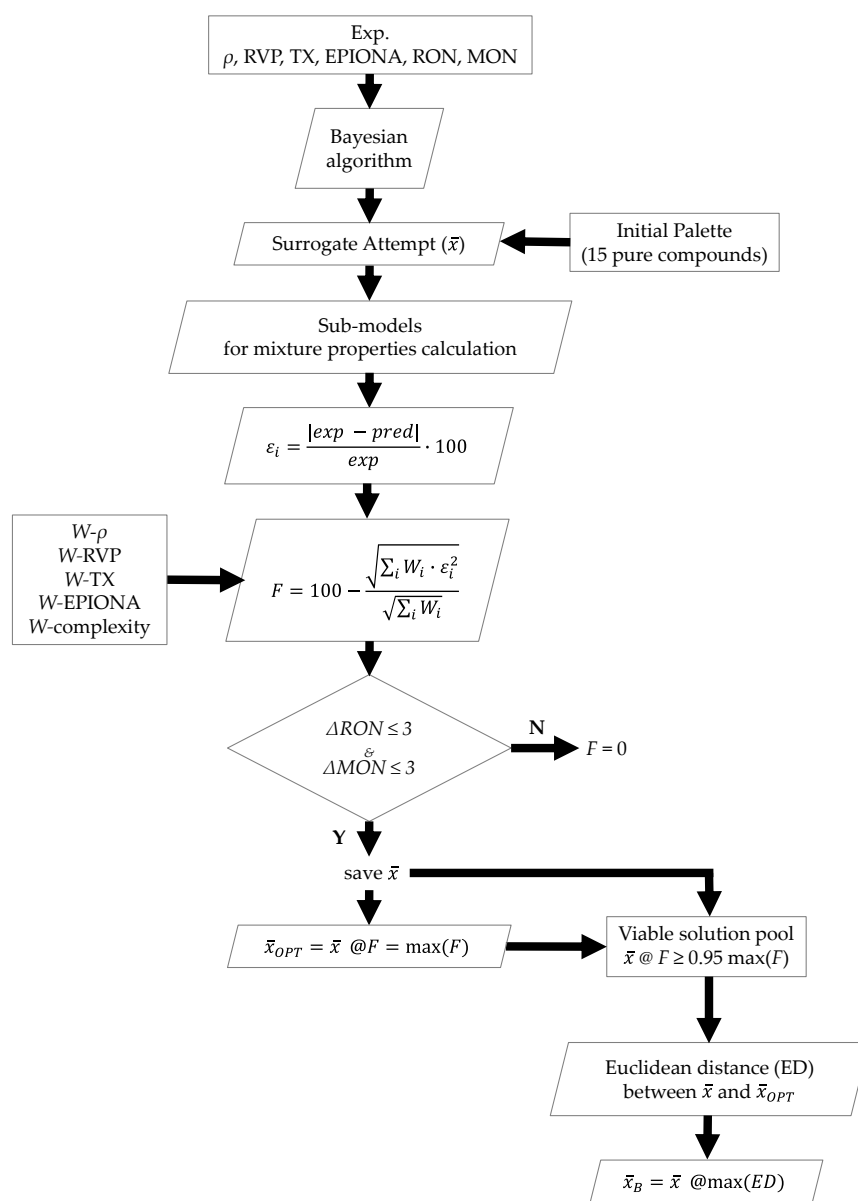 Exp.
ρ, RVP, TX, EPIONA, RON, MON
Bayesian
algorithm
Surrogate Attempt (x̄)
Initial Palette
(15 pure compounds)
Sub-models
for mixture properties calculation
εᵢ = |exp − pred| / exp · 100
W-ρ
W-RVP
W-TX
W-EPIONA
W-complexity
F = 100 − √(∑ᵢ Wᵢ · εᵢ²) / √(∑ᵢ Wᵢ)
ΔRON ≤ 3
&
ΔMON ≤ 3
N
F = 0
Y
save x̄
x̄_OPT = x̄ @F = max(F)
Viable solution pool
x̄ @ F ≥ 0.95 max(F)
Euclidean distance (ED)
between x̄ and x̄_OPT
x̄_B = x̄ @max(ED)